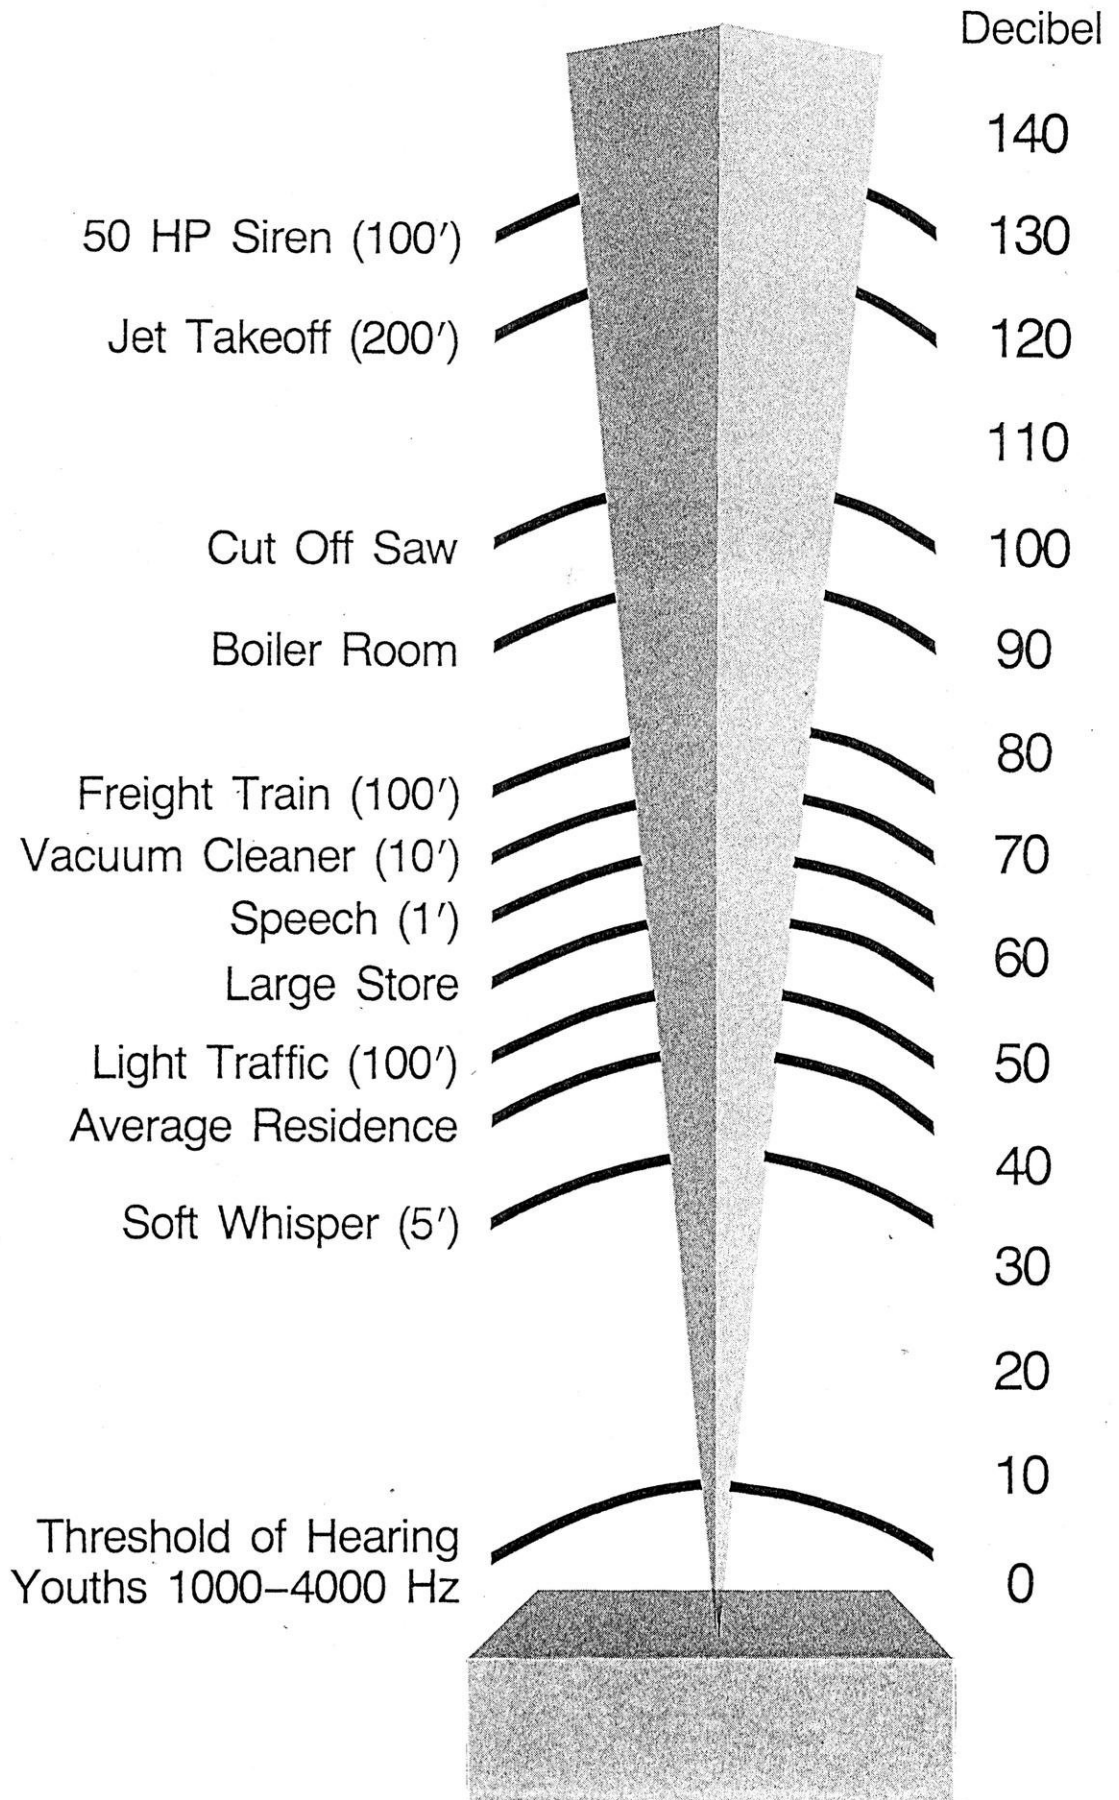 Decibel
140
50 HP Siren (100′) 130
Jet Takeoff (200′) 120
110
Cut Off Saw 100
Boiler Room 90
80
Freight Train (100′)
Vacuum Cleaner (10′) 70
Speech (1′)
60
Large Store
Light Traffic (100′) 50
Average Residence
40
Soft Whisper (5′)
30
20
10
Threshold of Hearing
Youths 1000–4000 Hz 0